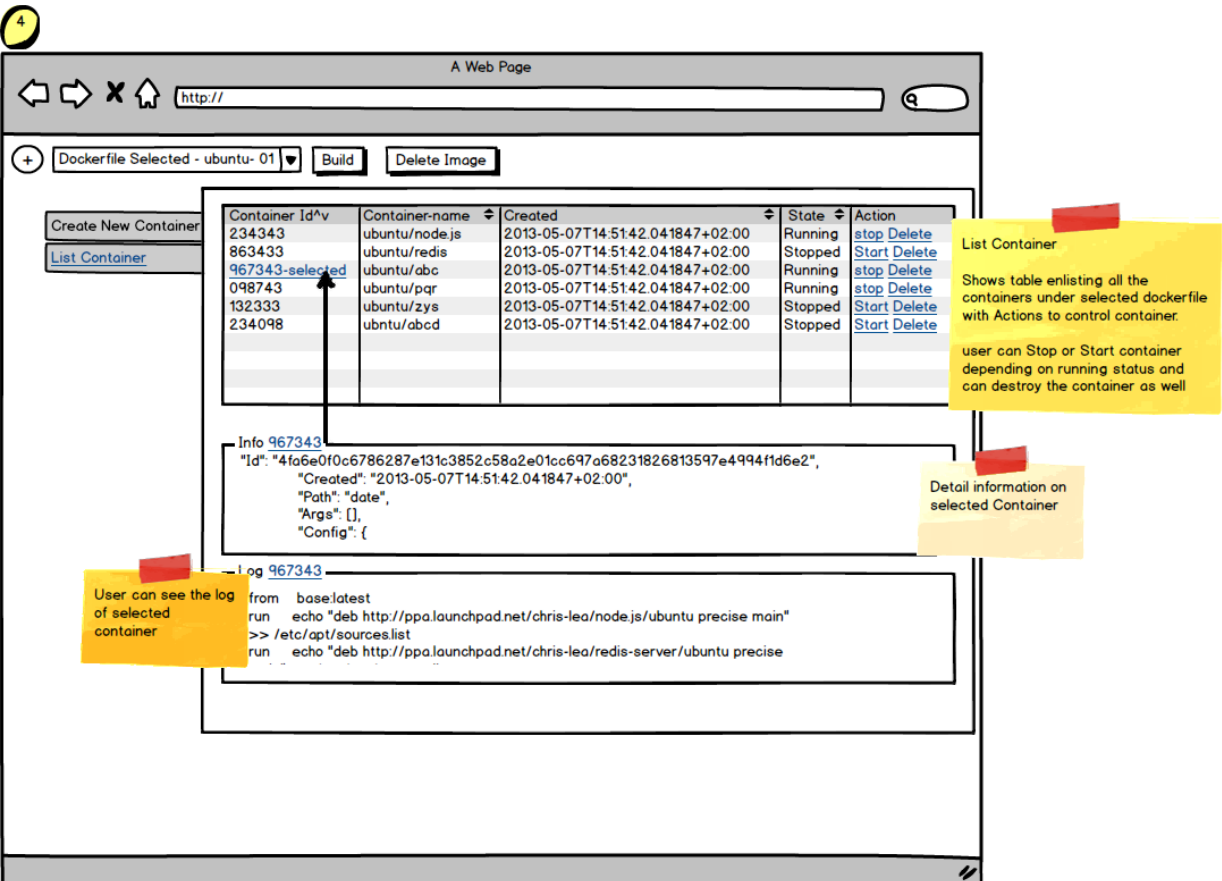 4
A Web Page
http://
+
Dockerfile Selected - ubuntu- 01
Build
Delete Image
Create New Container
List Container
Container Id^v Container-name Created State Action
234343 ubuntu/node.js 2013-05-07T14:51:42.041847+02:00 Running stop Delete
863433 ubuntu/redis 2013-05-07T14:51:42.041847+02:00 Stopped Start Delete
967343-selected ubuntu/abc 2013-05-07T14:51:42.041847+02:00 Running stop Delete
098743 ubuntu/pqr 2013-05-07T14:51:42.041847+02:00 Running stop Delete
132333 ubuntu/zys 2013-05-07T14:51:42.041847+02:00 Stopped Start Delete
234098 ubntu/abcd 2013-05-07T14:51:42.041847+02:00 Stopped Start Delete
List Container
Shows table enlisting all the
containers under selected dockerfile
with Actions to control container.
user can Stop or Start container
depending on running status and
can destroy the container as well
Info 967343
"Id": "4fa6e0f0c6786287e131c3852c58a2e01cc697a68231826813597e4994f1d6e2",
"Created": "2013-05-07T14:51:42.041847+02:00",
"Path": "date",
"Args": [],
"Config": {
Detail information on
selected Container
Log 967343
from base:latest
run echo "deb http://ppa.launchpad.net/chris-lea/node.js/ubuntu precise main"
>> /etc/apt/sources.list
run echo "deb http://ppa.launchpad.net/chris-lea/redis-server/ubuntu precise
User can see the log
of selected
container